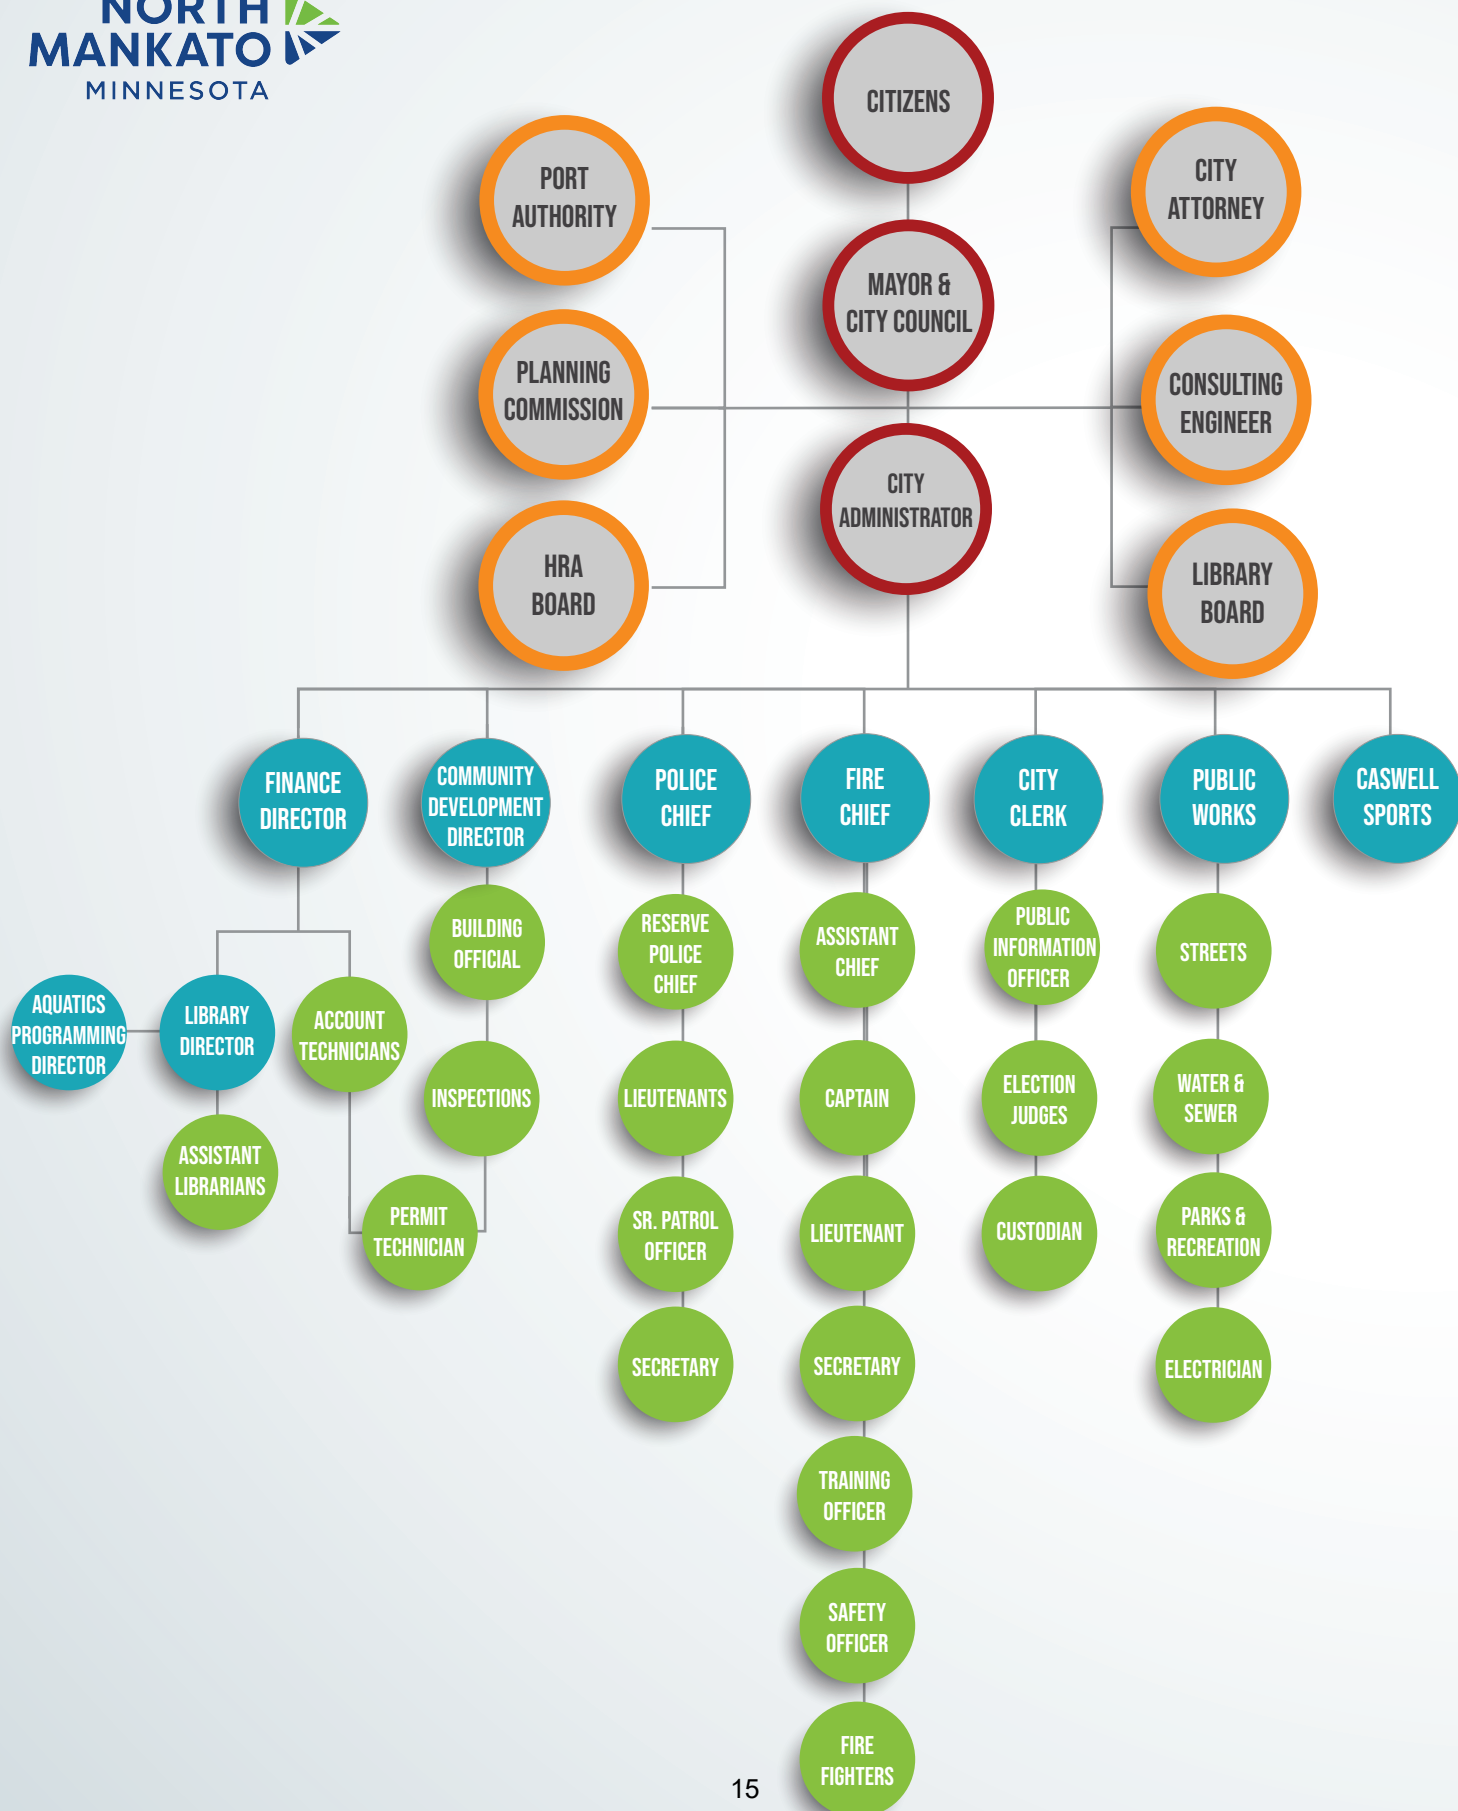 NORTH
MANKATO
MINNESOTA
CITIZENS
PORT
AUTHORITY
CITY
ATTORNEY
MAYOR &
CITY COUNCIL
PLANNING
COMMISSION
CONSULTING
ENGINEER
CITY
ADMINISTRATOR
HRA
BOARD
LIBRARY
BOARD
FINANCE
DIRECTOR
COMMUNITY
DEVELOPMENT
DIRECTOR
POLICE
CHIEF
FIRE
CHIEF
CITY
CLERK
PUBLIC
WORKS
CASWELL
SPORTS
BUILDING
OFFICIAL
RESERVE
POLICE
CHIEF
ASSISTANT
CHIEF
PUBLIC
INFORMATION
OFFICER
STREETS
AQUATICS
PROGRAMMING
DIRECTOR
LIBRARY
DIRECTOR
ACCOUNT
TECHNICIANS
INSPECTIONS
LIEUTENANTS
CAPTAIN
ELECTION
JUDGES
WATER &
SEWER
ASSISTANT
LIBRARIANS
PERMIT
TECHNICIAN
SR. PATROL
OFFICER
LIEUTENANT
CUSTODIAN
PARKS &
RECREATION
SECRETARY
SECRETARY
ELECTRICIAN
TRAINING
OFFICER
SAFETY
OFFICER
FIRE
FIGHTERS
15